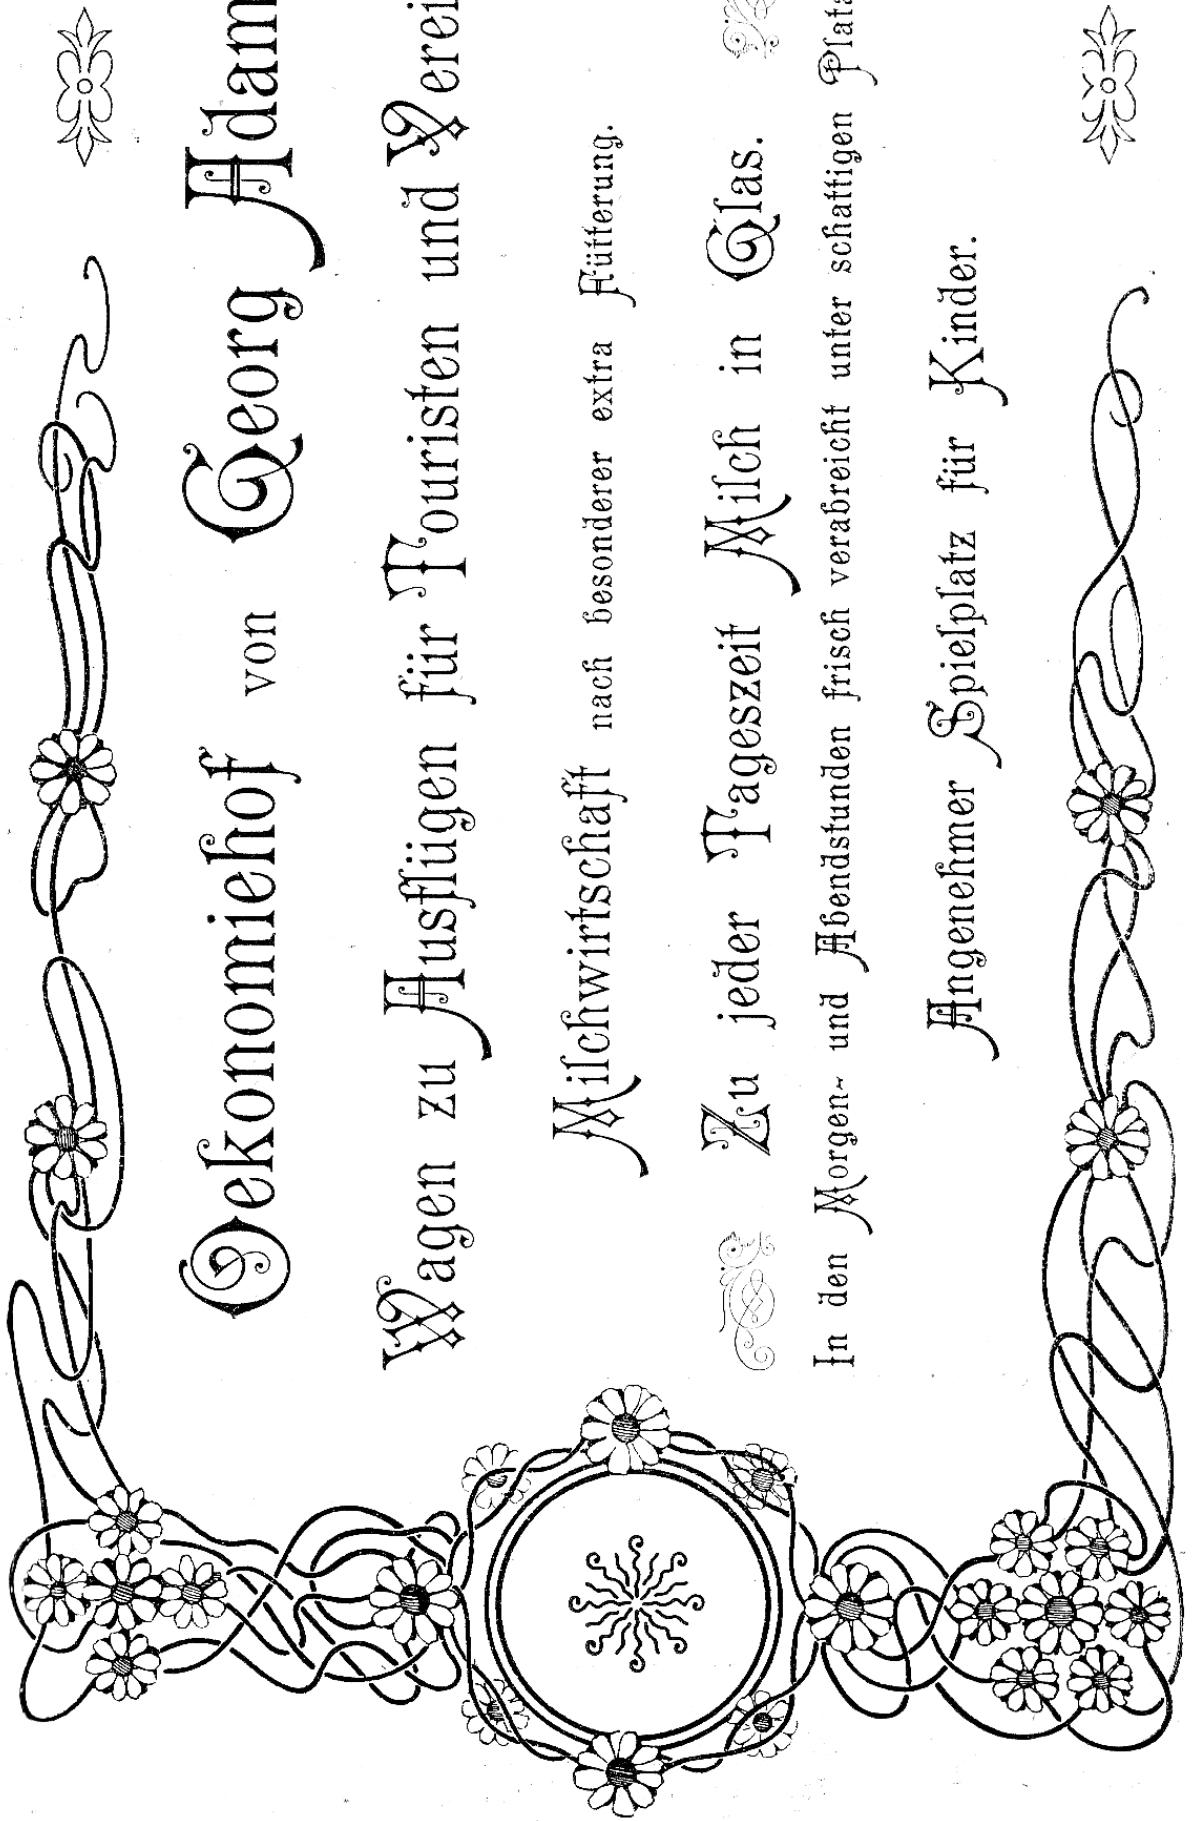 Oekonomiehof von Georg Adam
Wagen zu Ausflügen für Touristen und Verei
Milchwirtschaft nach besonderer extra Fütterung.
Zu jeder Tageszeit Milch in Glas.
In den Morgen- und Abendstunden frisch verabreicht unter schattigen Plata
Angenehmer Spielplatz für Kinder.